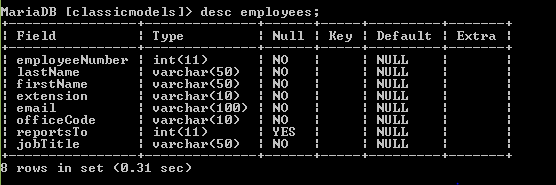 MariaDB [classicmodels]> desc employees;
+----------------+--------------+------+-----+---------+-------+
| Field          | Type         | Null | Key | Default | Extra |
+----------------+--------------+------+-----+---------+-------+
| employeeNumber | int(11)      | NO   |     | NULL    |       |
| lastName       | varchar(50)  | NO   |     | NULL    |       |
| firstName      | varchar(50)  | NO   |     | NULL    |       |
| extension      | varchar(10)  | NO   |     | NULL    |       |
| email          | varchar(100) | NO   |     | NULL    |       |
| officeCode     | varchar(10)  | NO   |     | NULL    |       |
| reportsTo      | int(11)      | YES  |     | NULL    |       |
| jobTitle       | varchar(50)  | NO   |     | NULL    |       |
+----------------+--------------+------+-----+---------+-------+
8 rows in set (0.31 sec)